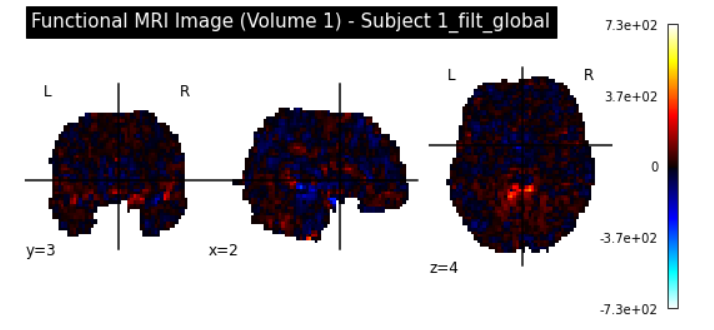 Functional MRI Image (Volume 1) - Subject 1_filt_global
L R
L R
y=3
x=2
z=4
7.3e+02
3.7e+02
0
-3.7e+02
-7.3e+02